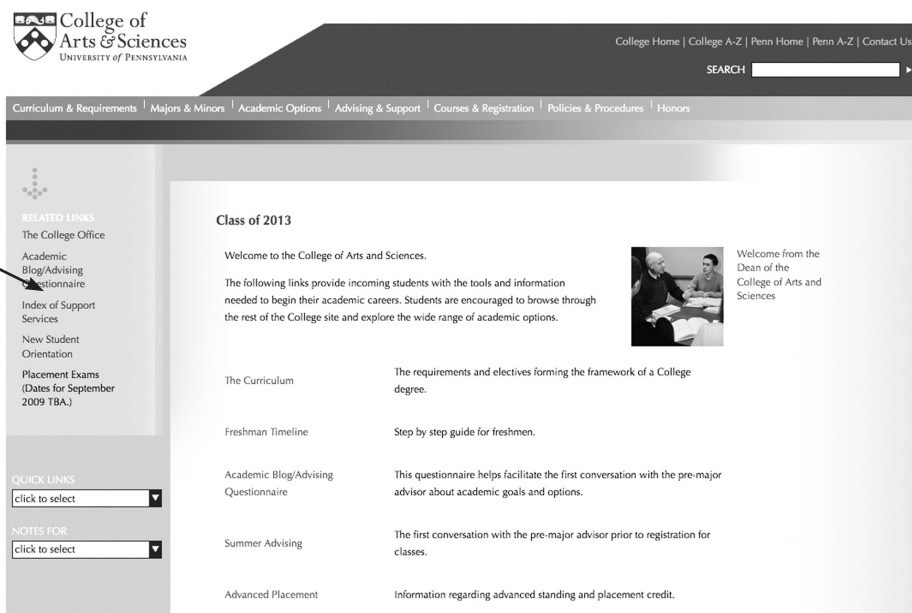 College of
Arts & Sciences
UNIVERSITY of PENNSYLVANIA
College Home | College A-Z | Penn Home | Penn A-Z | Contact Us
SEARCH
Curriculum & Requirements | Majors & Minors | Academic Options | Advising & Support | Courses & Registration | Policies & Procedures | Honors
RELATED LINKS
The College Office
Academic
Blog/Advising
Questionnaire
Index of Support
Services
New Student
Orientation
Placement Exams
(Dates for September
2009 TBA.)
QUICK LINKS
click to select
NOTES FOR
click to select
Class of 2013
Welcome to the College of Arts and Sciences.
The following links provide incoming students with the tools and information
needed to begin their academic careers. Students are encouraged to browse through
the rest of the College site and explore the wide range of academic options.
Welcome from the
Dean of the
College of Arts and
Sciences
The Curriculum
The requirements and electives forming the framework of a College
degree.
Freshman Timeline
Step by step guide for freshmen.
Academic Blog/Advising
Questionnaire
This questionnaire helps facilitate the first conversation with the pre-major
advisor about academic goals and options.
Summer Advising
The first conversation with the pre-major advisor prior to registration for
classes.
Advanced Placement
Information regarding advanced standing and placement credit.